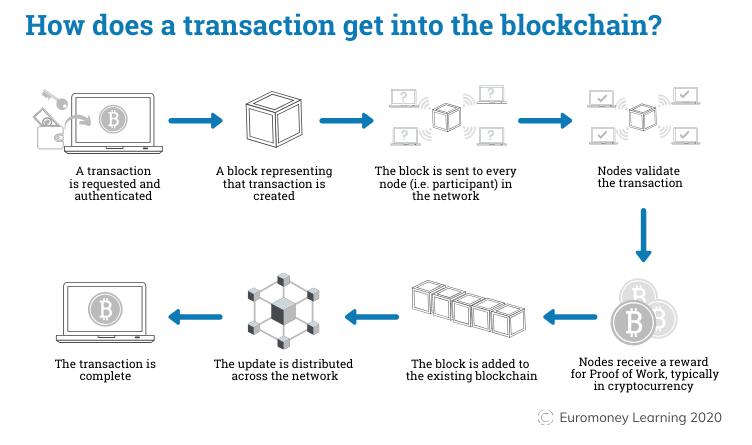 How does a transaction get into the blockchain?
A transaction
is requested and
authenticated
A block representing
that transaction is
created
The block is sent to every
node (i.e. participant) in
the network
Nodes validate
the transaction
Nodes receive a reward
for Proof of Work, typically
in cryptocurrency
The block is added to
the existing blockchain
The update is distributed
across the network
The transaction is
complete
© Euromoney Learning 2020